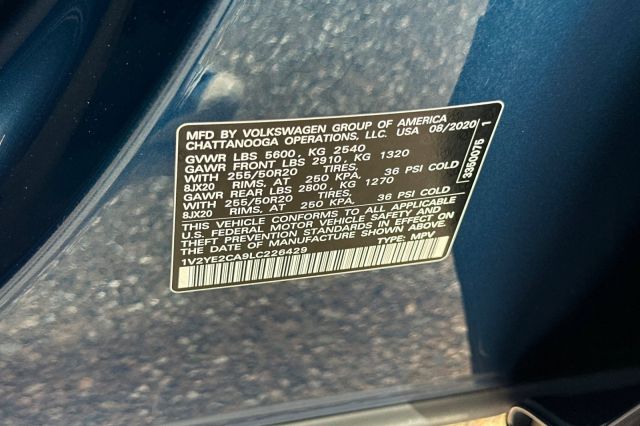 MFD BY VOLKSWAGEN GROUP OF AMERICA
CHATTANOOGA OPERATIONS, LLC. USA 08/2020
GVWR LBS 5600, KG 2540
GAWR FRONT LBS 2910, KG 1320
WITH 255/50R20 TIRES,
8JX20 RIMS, AT 250 KPA, 36 PSI COLD
GAWR REAR LBS 2800, KG 1270
WITH 255/50R20 TIRES,
8JX20 RIMS, AT 250 KPA, 36 PSI COLD
THIS VEHICLE CONFORMS TO ALL APPLICABLE
FEDERAL MOTOR VEHICLE SAFETY AND
THEFT PREVENTION STANDARDS IN EFFECT ON
THE DATE OF MANUFACTURE SHOWN ABOVE.
1V2YE2CA9LC226429 TYPE: MPV
3360075 1